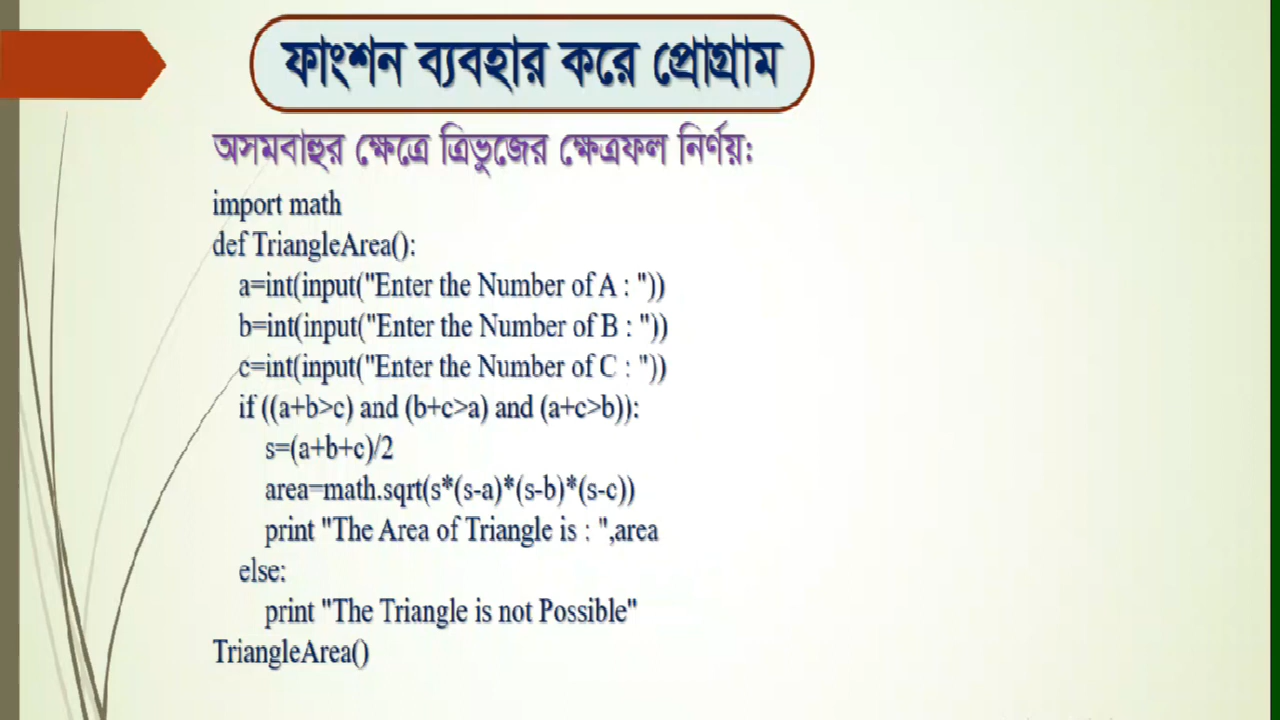 ফাংশন ব্যবহার করে প্রোগ্রাম
অসমবাহুর ক্ষেত্রে ত্রিভুজের ক্ষেত্রফল নির্ণয়:
import math
def TriangleArea():
    a=int(input("Enter the Number of A : "))
    b=int(input("Enter the Number of B : "))
    c=int(input("Enter the Number of C : "))
    if ((a+b>c) and (b+c>a) and (a+c>b)):
        s=(a+b+c)/2
        area=math.sqrt(s*(s-a)*(s-b)*(s-c))
        print "The Area of Triangle is : ",area
    else:
        print "The Triangle is not Possible"
TriangleArea()